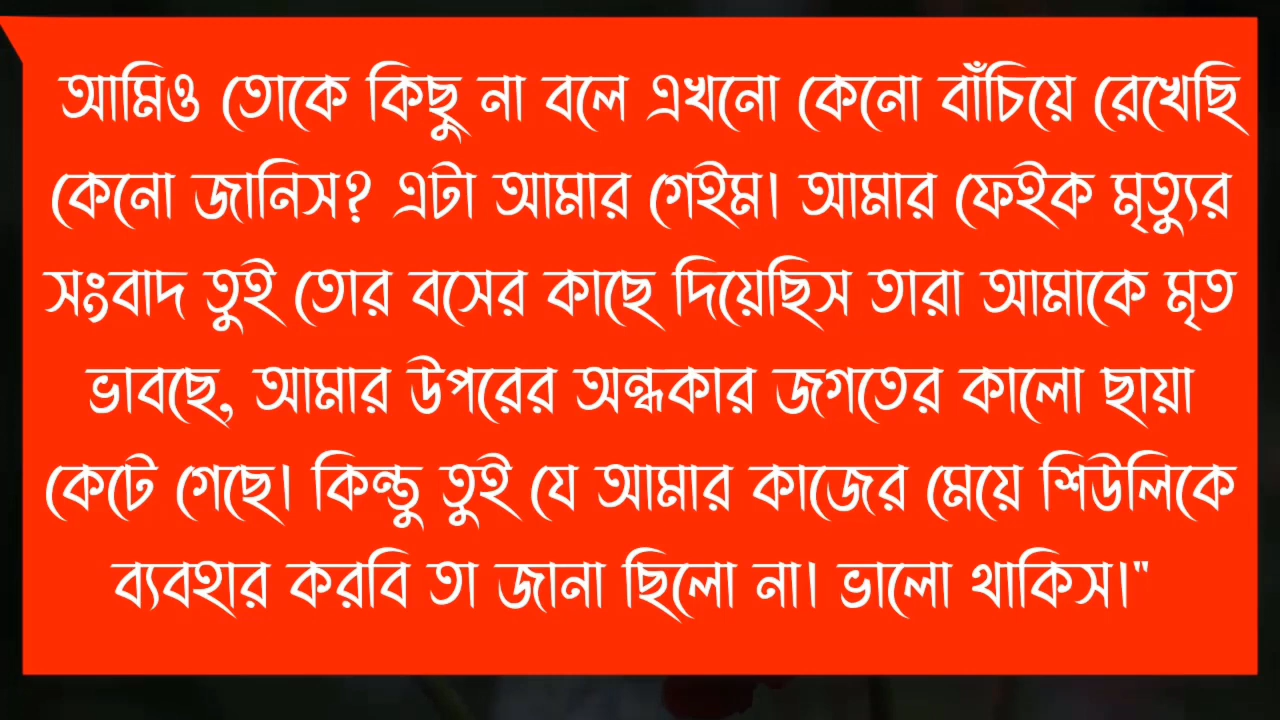 আমিও তোকে কিছু না বলে এখনো কেনো বাঁচিয়ে রেখেছি
কেনো জানিস? এটা আমার গেইম। আমার ফেইক মৃত্যুর
সংবাদ তুই তোর বসের কাছে দিয়েছিস তারা আমাকে মৃত
ভাবছে, আমার উপরের অন্ধকার জগতের কালো ছায়া
কেটে গেছে। কিন্তু তুই যে আমার কাজের মেয়ে শিউলিকে
ব্যবহার করবি তা জানা ছিলো না। ভালো থাকিস।"